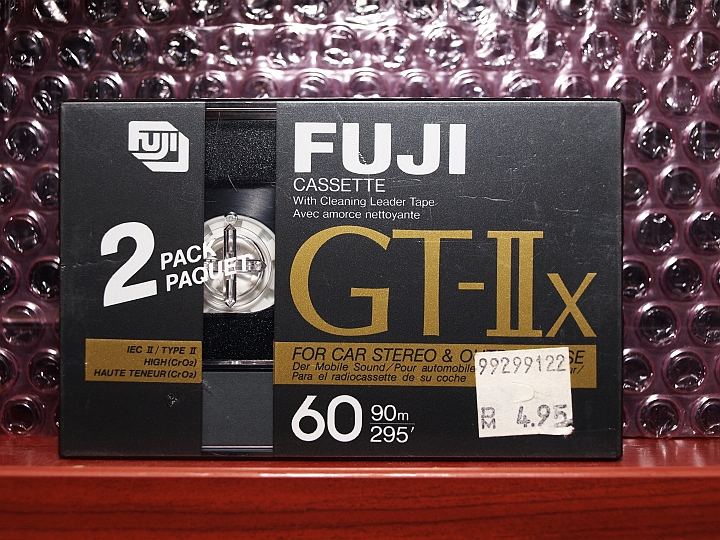 FUJI
2 PACK
PAQUET
IEC II / TYPE II
HIGH (CrO₂)
HAUTE TENEUR (CrO₂)
FUJI
CASSETTE
With Cleaning Leader Tape
Avec amorce nettoyante
GT-IIx
FOR CAR STEREO & SE
Der Mobile Sound/Pour automobile
Para el radiocassette de su coche
60 90m
295'
99299122
DM 4.95